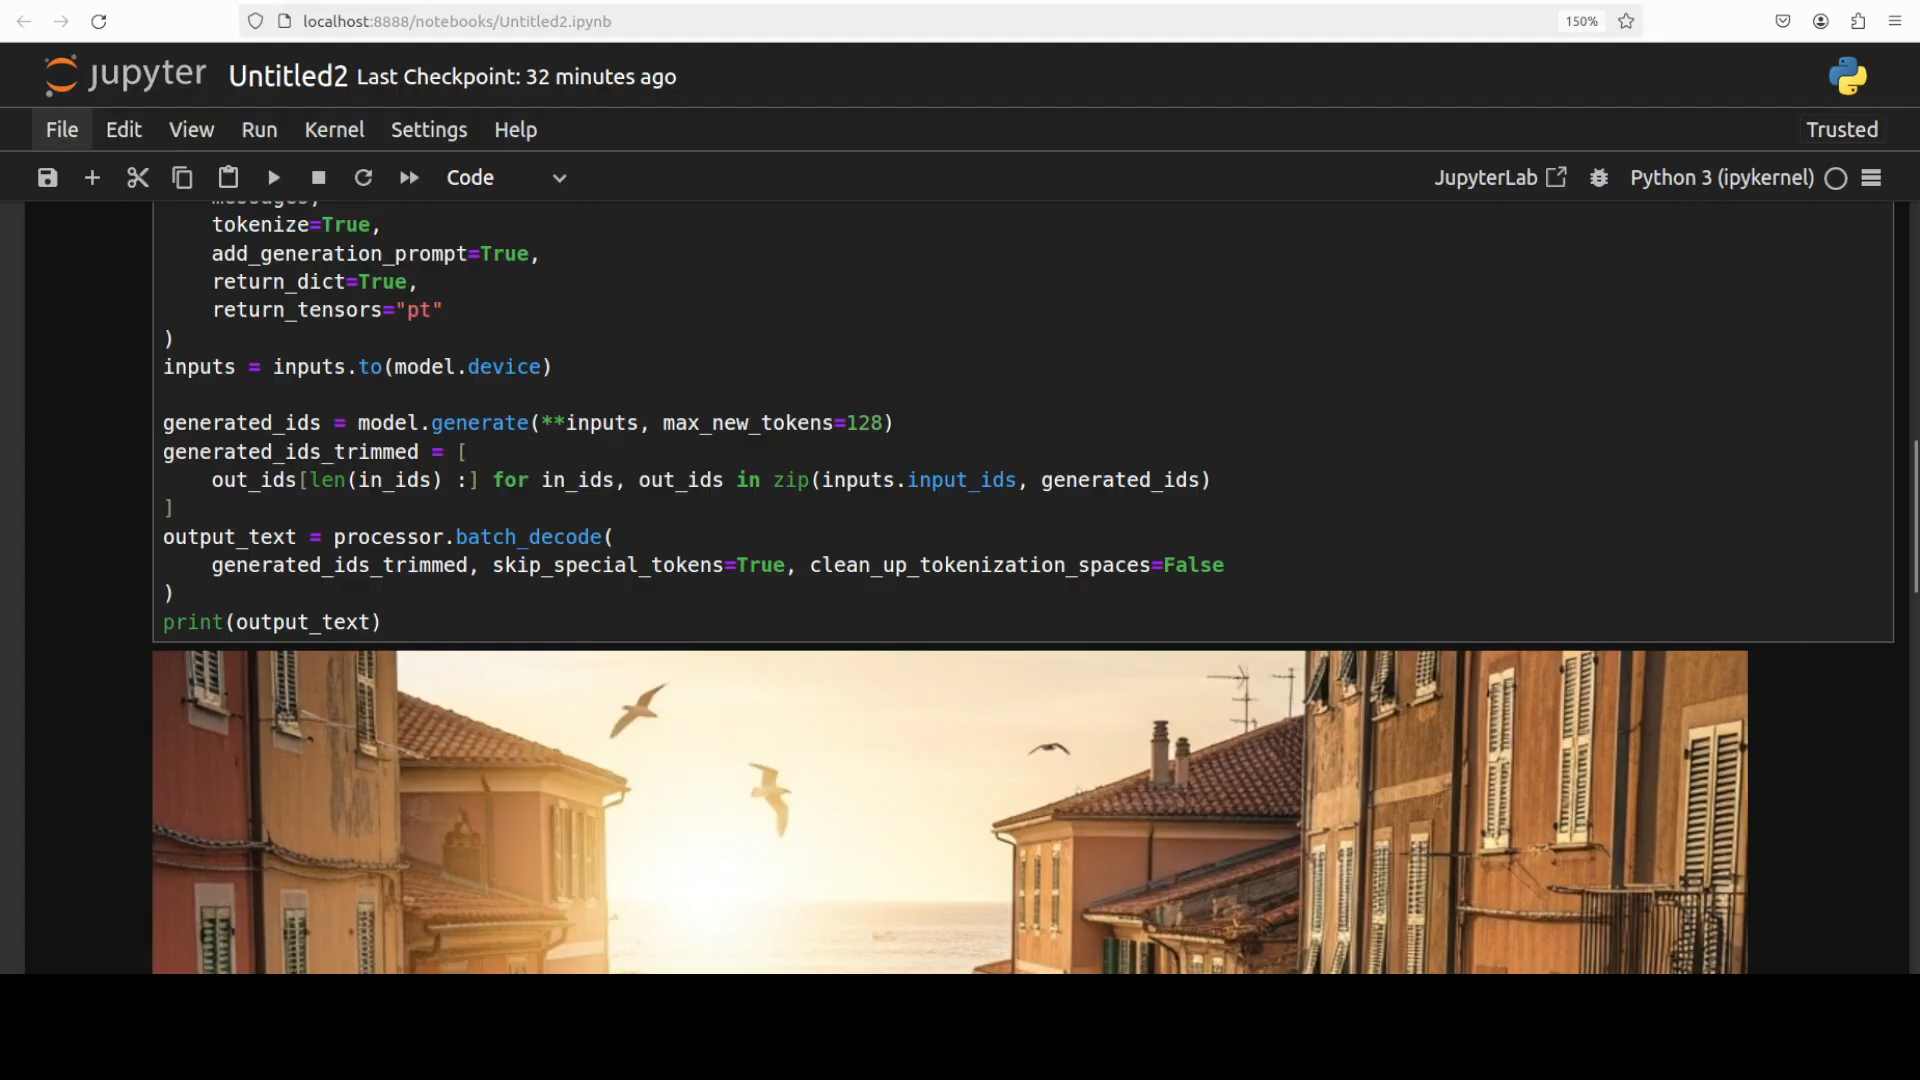 localhost:8888/notebooks/Untitled2.ipynb
150%
jupyter Untitled2 Last Checkpoint: 32 minutes ago
File Edit View Run Kernel Settings Help
Trusted
Code
JupyterLab
Python 3 (ipykernel)
messages,
tokenize=True,
add_generation_prompt=True,
return_dict=True,
return_tensors="pt"
)
inputs = inputs.to(model.device)
generated_ids = model.generate(**inputs, max_new_tokens=128)
generated_ids_trimmed = [
out_ids[len(in_ids) :] for in_ids, out_ids in zip(inputs.input_ids, generated_ids)
]
output_text = processor.batch_decode(
generated_ids_trimmed, skip_special_tokens=True, clean_up_tokenization_spaces=False
)
print(output_text)